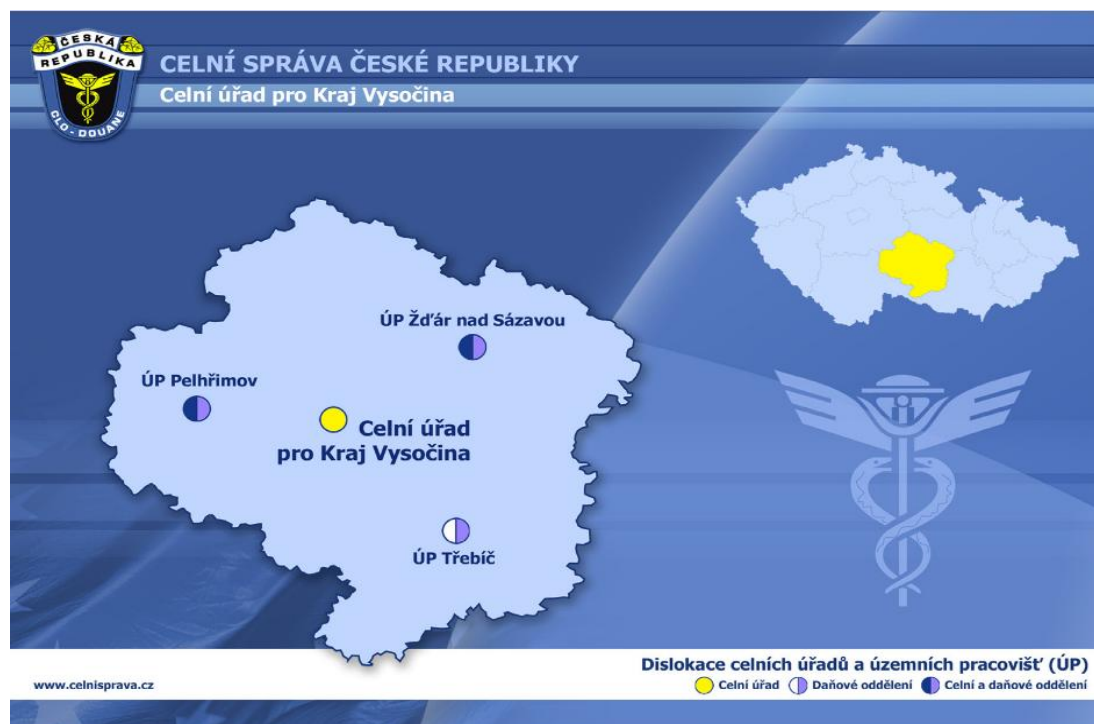 ČESKÁ
REPUBLIKA
CLO - DOUANE
CELNÍ SPRÁVA ČESKÉ REPUBLIKY
Celní úřad pro Kraj Vysočina
ÚP Žďár nad Sázavou
ÚP Pelhřimov
Celní úřad
pro Kraj Vysočina
ÚP Třebíč
Dislokace celních úřadů a územních pracovišť (ÚP)
www.celnisprava.cz
Celní úřad Daňové oddělení Celní a daňové oddělení